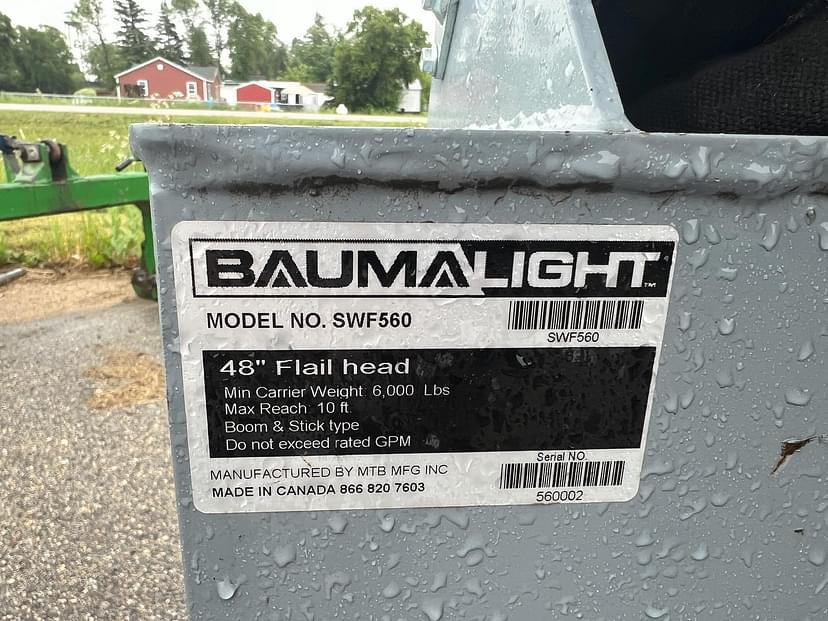 BAUMALIGHT™
MODEL NO. SWF560
SWF560
48" Flail head
Min Carrier Weight: 6,000 Lbs
Max Reach: 10 ft.
Boom & Stick type
Do not exceed rated GPM
Serial NO.
560002
MANUFACTURED BY MTB MFG INC
MADE IN CANADA 866 820 7603